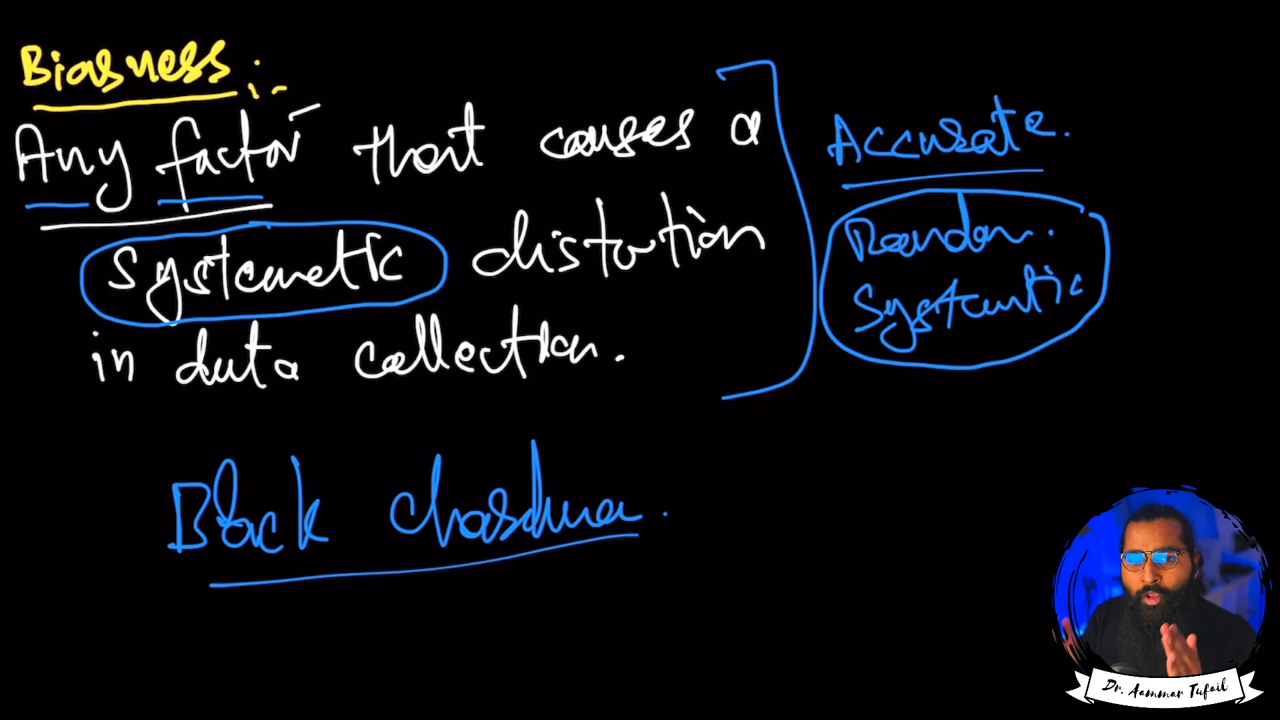 Biasness :-
Any factor that causes a
Systematic distortion
in data collection.
Accurate.
Random.
Systematic
Black chashma.
Dr. Aammar Tufail